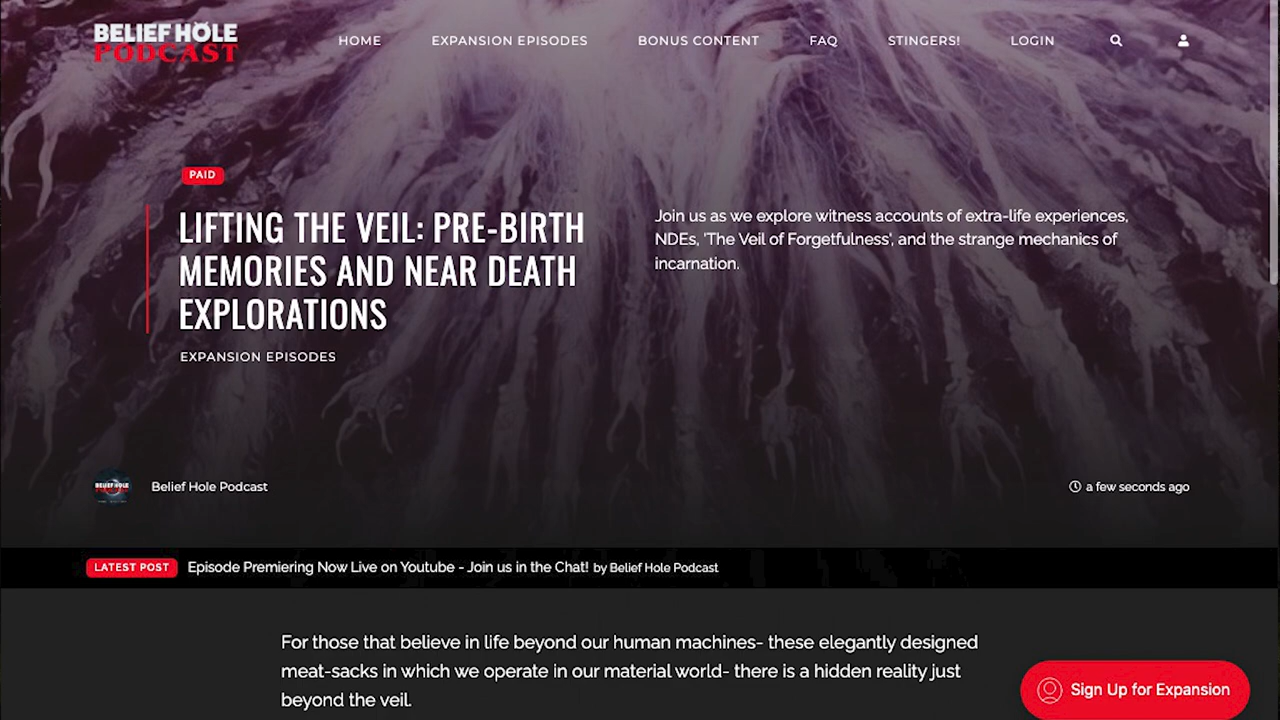 BELIEF HOLE
PODCAST
HOME
EXPANSION EPISODES
BONUS CONTENT
FAQ
STINGERS!
LOGIN
PAID
LIFTING THE VEIL: PRE-BIRTH
MEMORIES AND NEAR DEATH
EXPLORATIONS
EXPANSION EPISODES
Join us as we explore witness accounts of extra-life experiences,
NDEs, 'The Veil of Forgetfulness', and the strange mechanics of
incarnation.
BELIEF HOLE
Belief Hole Podcast
a few seconds ago
LATEST POST
Episode Premiering Now Live on Youtube - Join us in the Chat! by Belief Hole Podcast
For those that believe in life beyond our human machines- these elegantly designed
meat-sacks in which we operate in our material world- there is a hidden reality just
beyond the veil.
Sign Up for Expansion